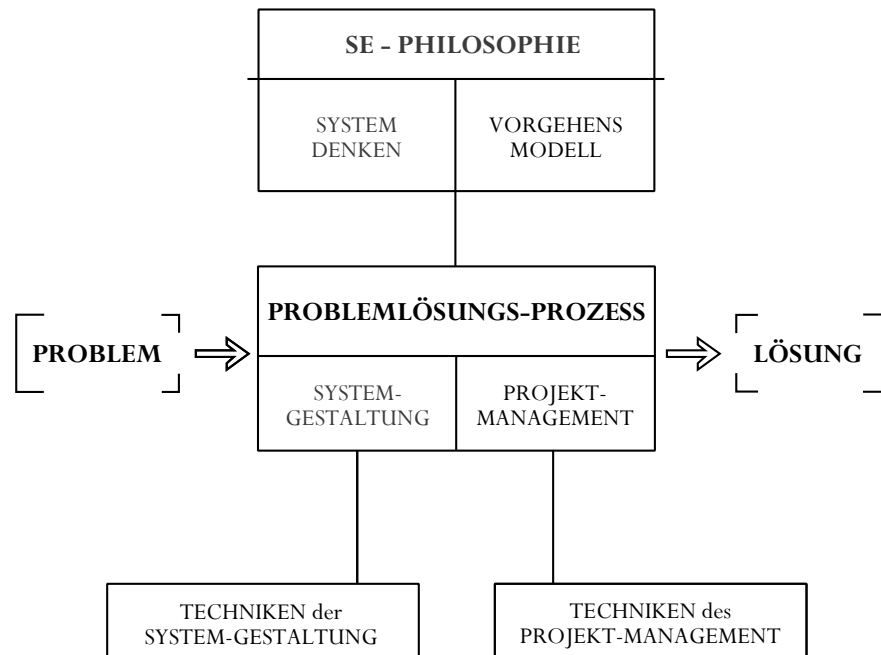 SE - PHILOSOPHIE
SYSTEM
DENKEN
VORGEHENS
MODELL
PROBLEMLÖSUNGS-PROZESS
PROBLEM
LÖSUNG
SYSTEM-
GESTALTUNG
PROJEKT-
MANAGEMENT
TECHNIKEN der
SYSTEM-GESTALTUNG
TECHNIKEN des
PROJEKT-MANAGEMENT